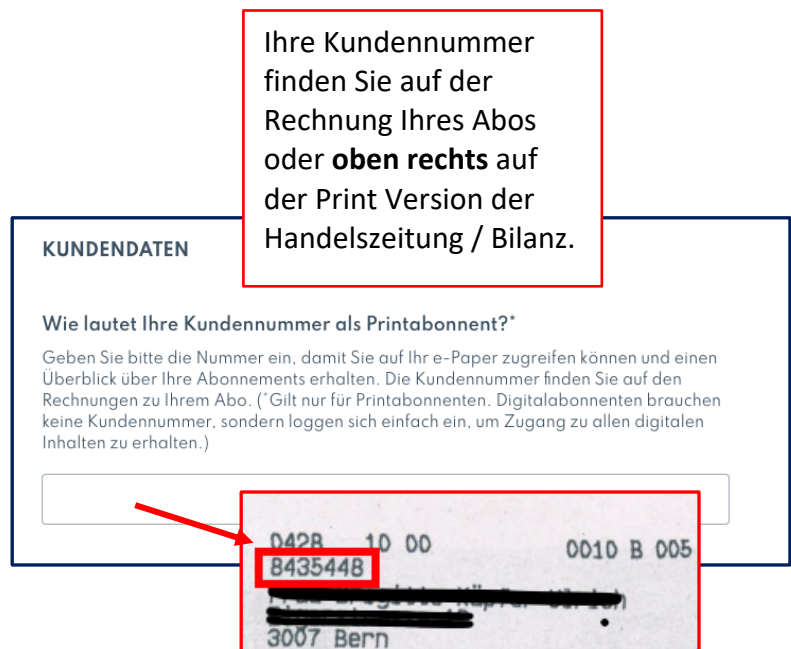 Ihre Kundennummer
finden Sie auf der
Rechnung Ihres Abos
oder oben rechts auf
der Print Version der
Handelszeitung / Bilanz.
KUNDENDATEN
Wie lautet Ihre Kundennummer als Printabonnent?*
Geben Sie bitte die Nummer ein, damit Sie auf Ihr e-Paper zugreifen können und einen
Überblick über Ihre Abonnements erhalten. Die Kundennummer finden Sie auf den
Rechnungen zu Ihrem Abo. (*Gilt nur für Printabonnenten. Digitalabonnenten brauchen
keine Kundennummer, sondern loggen sich einfach ein, um Zugang zu allen digitalen
Inhalten zu erhalten.)
D428 10 00 0010 B 005
8435448
3007 Bern